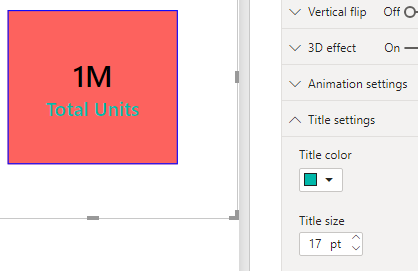 1M
Total Units
Vertical flip Off
3D effect On
Animation settings
Title settings
Title color
Title size
17 pt